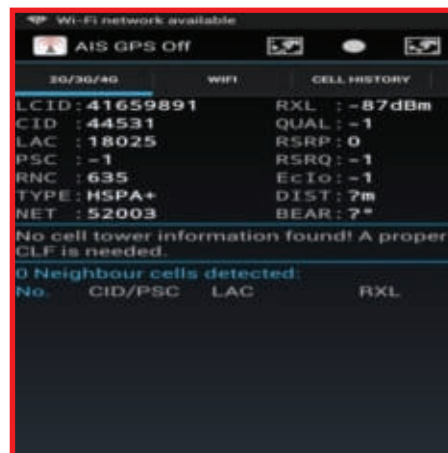 Wi-Fi network available
AIS GPS Off
2G/3G/4G WIFI CELL HISTORY
LCID:41659891 RXL :-87dBm
CID :44531 QUAL:-1
LAC :18025 RSRP:0
PSC :-1 RSRQ:-1
RNC :635 EcIo:-1
TYPE:HSPA+ DIST:?m
NET :52003 BEAR:?°
No cell tower information found! A proper
CLF is needed.
0 Neighbour cells detected:
No. CID/PSC LAC RXL